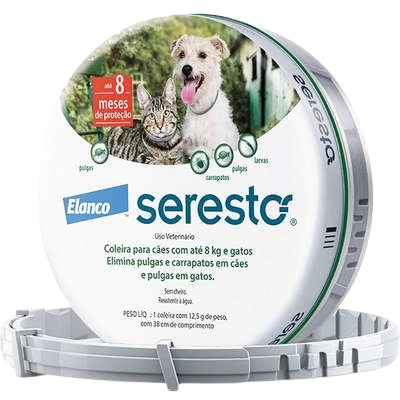 até 8
meses
de proteção
pulgas
carrapatos
pulgas
larvas
Elanco
seresto®
Uso Veterinário
Coleira para cães com até 8 kg e gatos
Elimina pulgas e carrapatos em cães
e pulgas em gatos.
Sem cheiro.
Resistente à água.
PESO LÍQ .: 1 coleira com 12,5 g de peso,
com 38 cm de comprimento
seresto